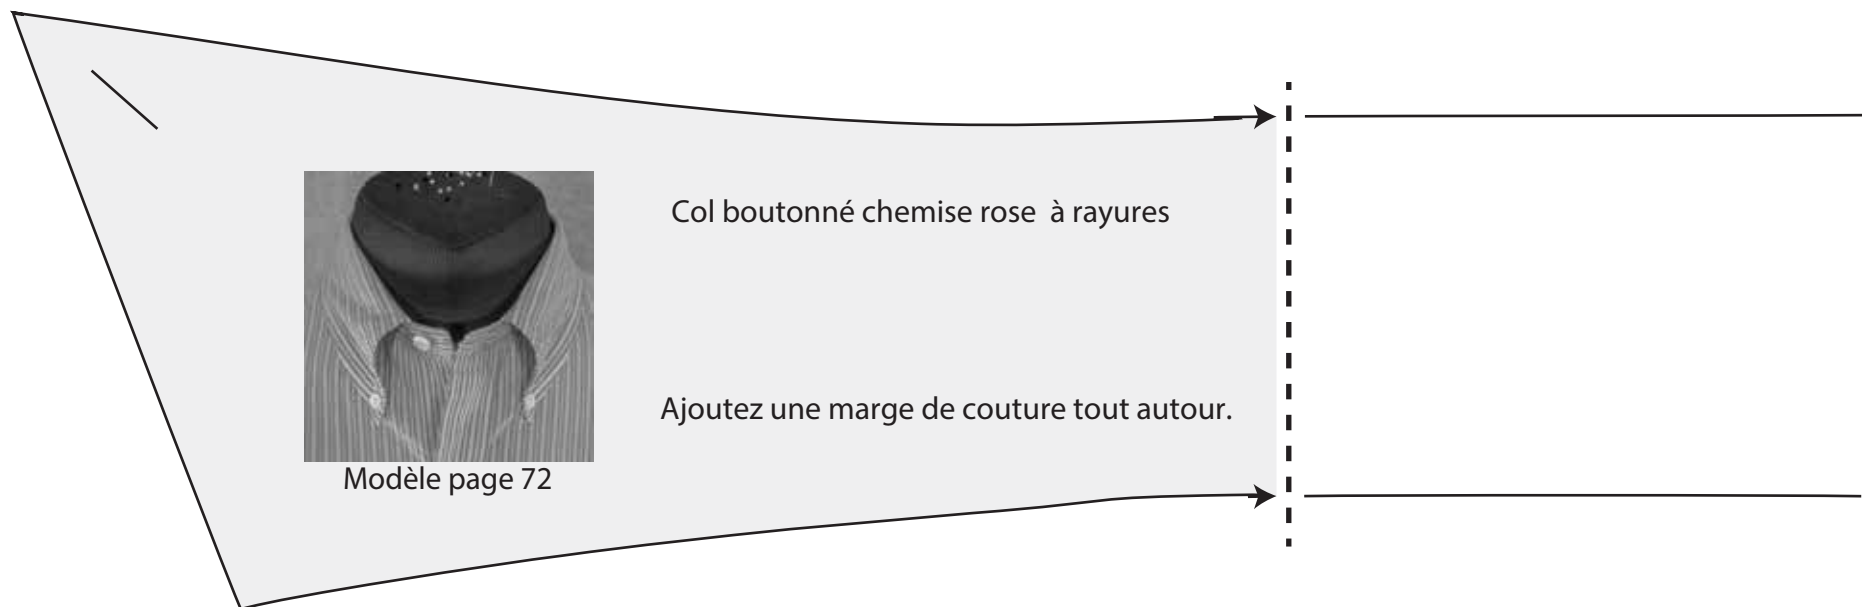 Col boutonné chemise rose à rayures
Ajoutez une marge de couture tout autour.
Modèle page 72